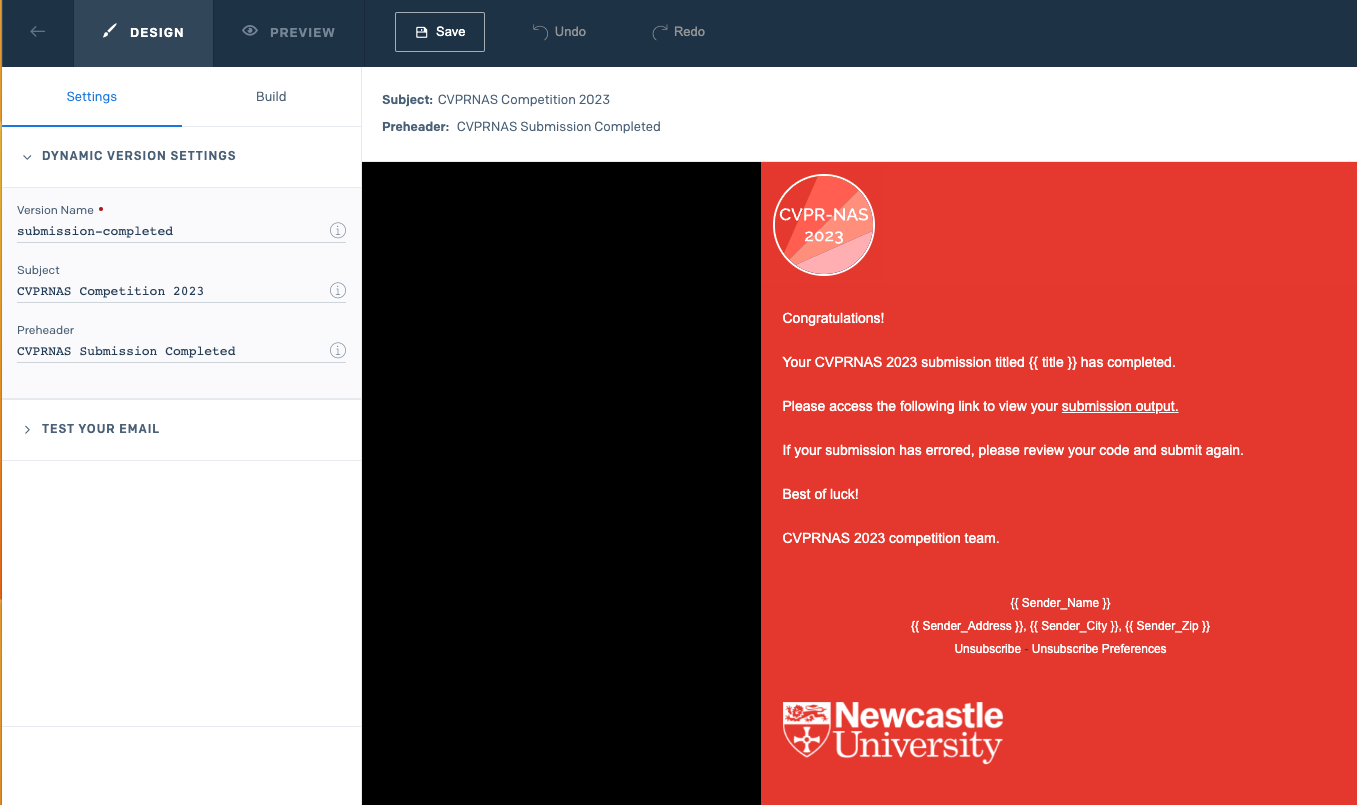 DESIGN
PREVIEW
Save
Undo
Redo
Settings
Build
DYNAMIC VERSION SETTINGS
Version Name
submission-completed
Subject
CVPRNAS Competition 2023
Preheader
CVPRNAS Submission Completed
TEST YOUR EMAIL
Subject: CVPRNAS Competition 2023
Preheader: CVPRNAS Submission Completed
CVPR-NAS
2023
Congratulations!
Your CVPRNAS 2023 submission titled {{ title }} has completed.
Please access the following link to view your submission output.
If your submission has errored, please review your code and submit again.
Best of luck!
CVPRNAS 2023 competition team.
{{ Sender_Name }}
{{ Sender_Address }}, {{ Sender_City }}, {{ Sender_Zip }}
Unsubscribe - Unsubscribe Preferences
Newcastle
University